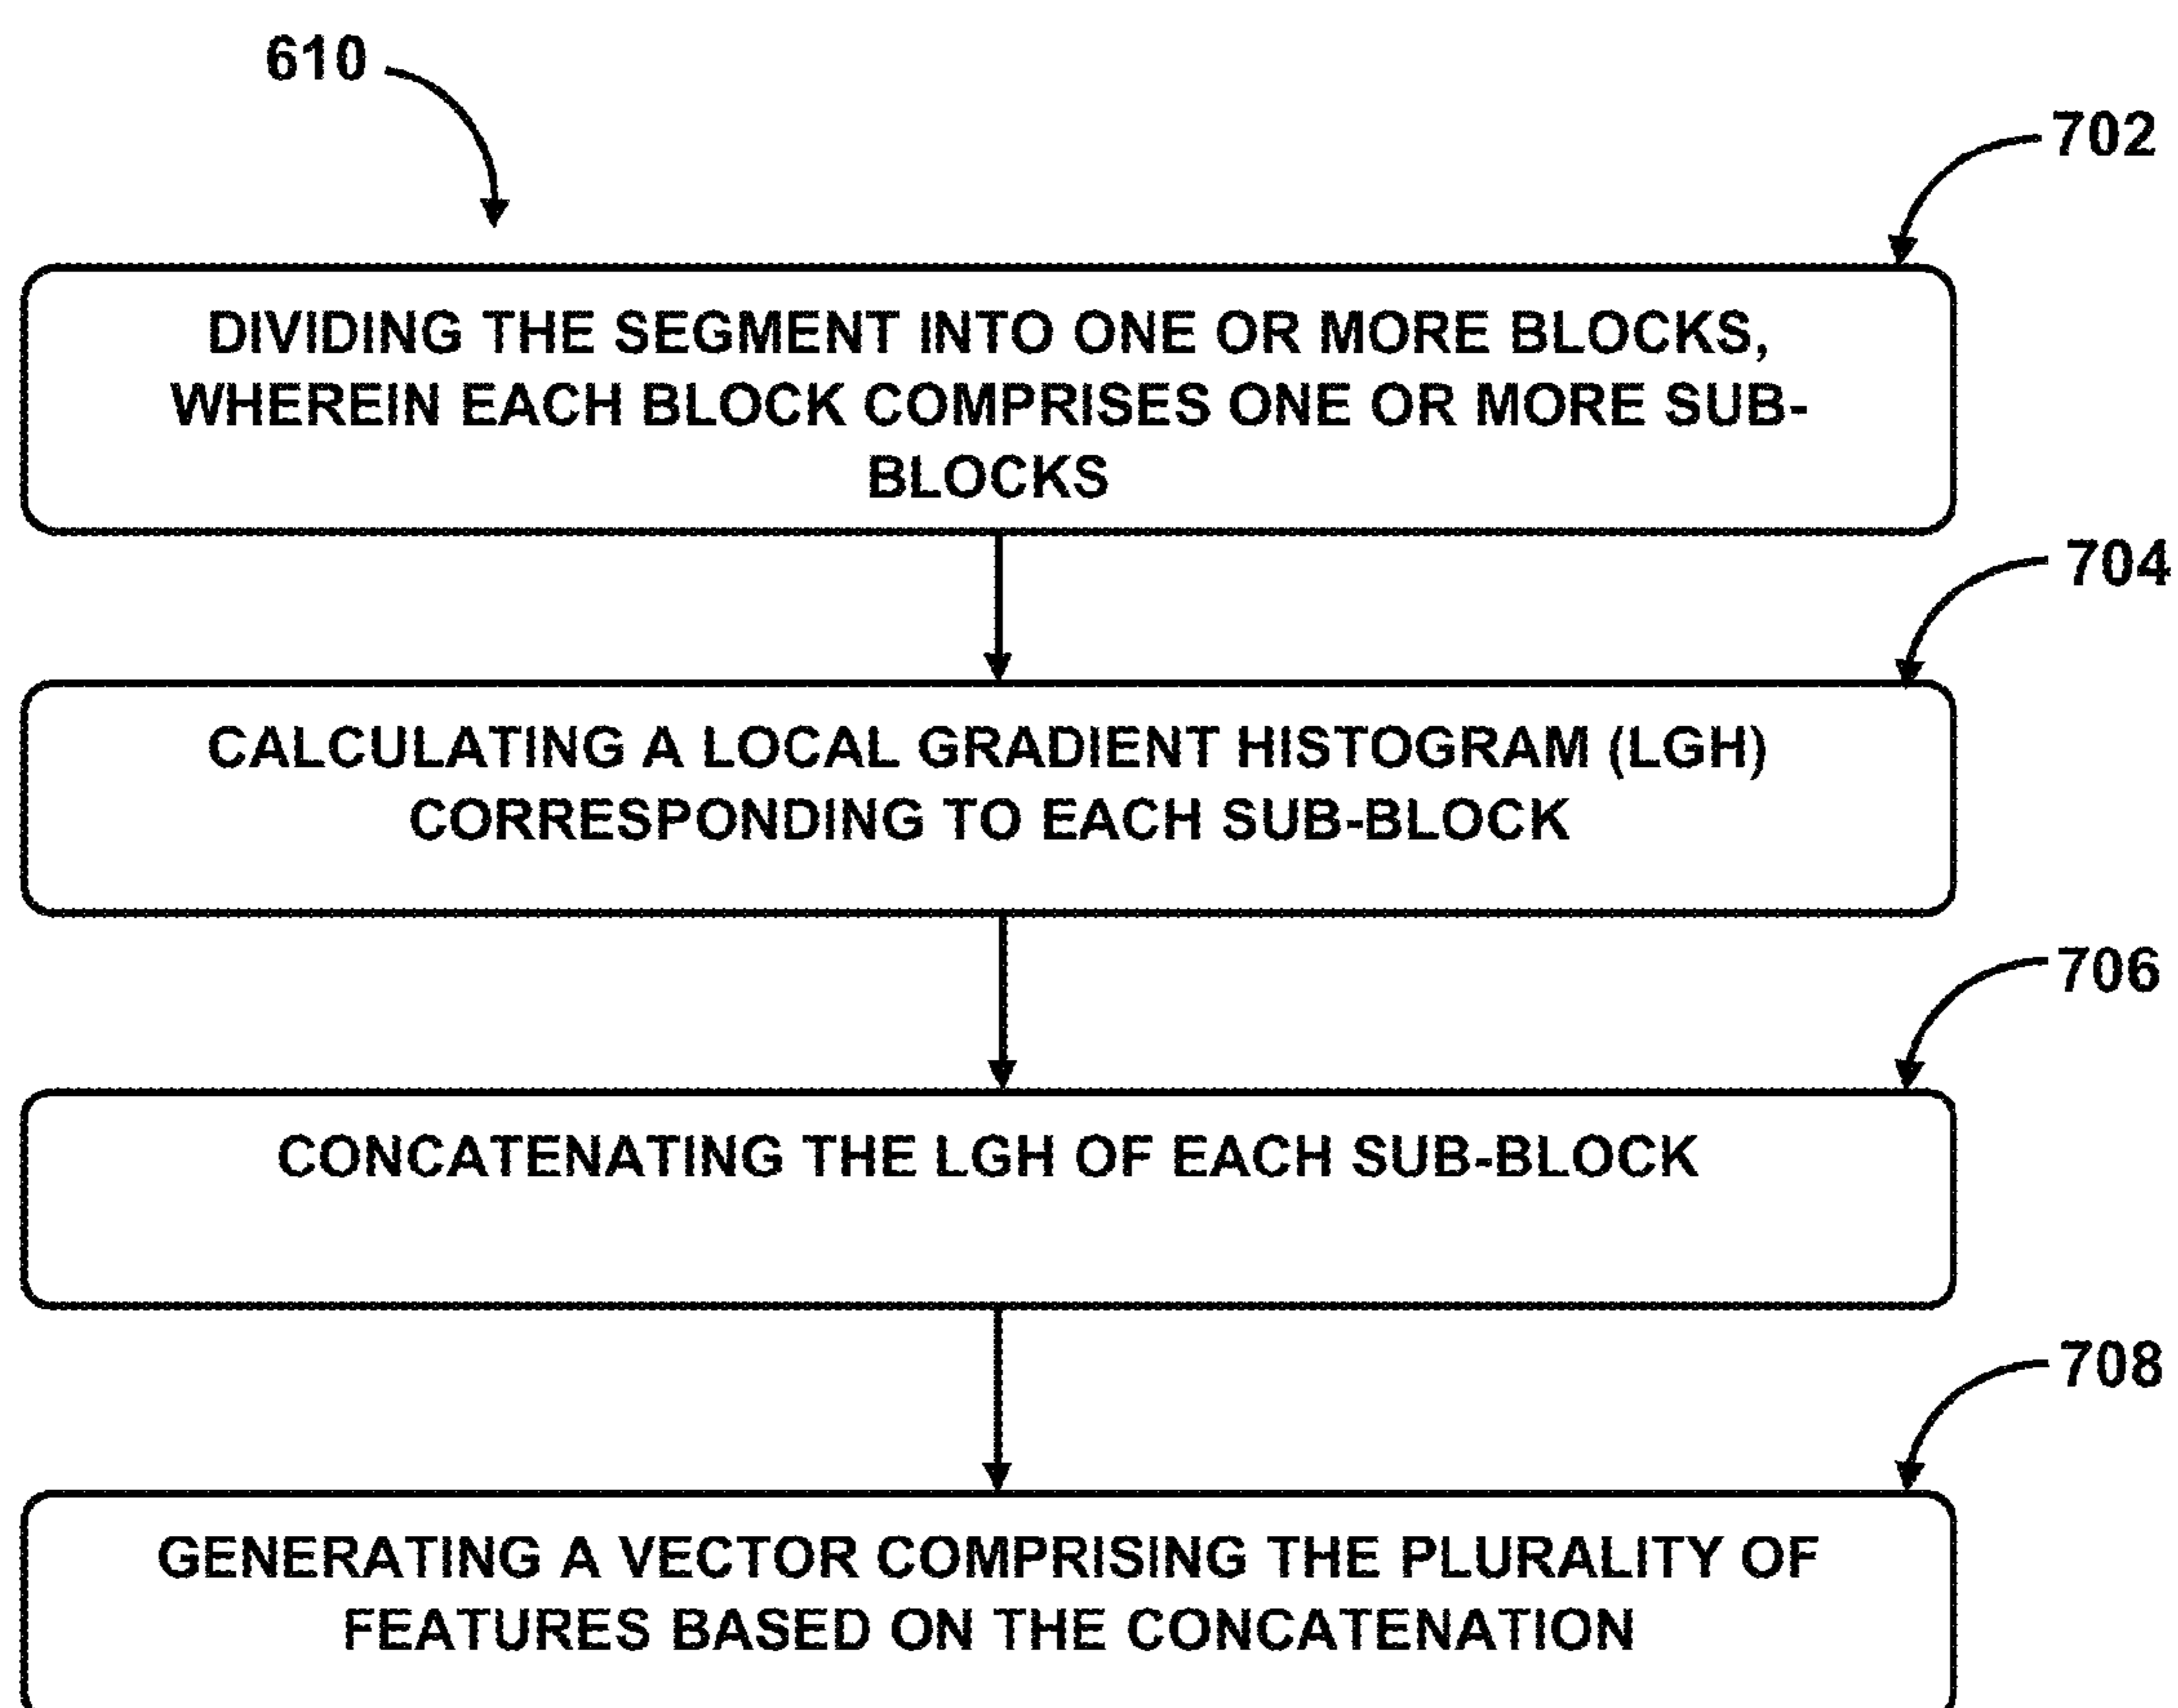 610
702
DIVIDING THE SEGMENT INTO ONE OR MORE BLOCKS,
WHEREIN EACH BLOCK COMPRISES ONE OR MORE SUB-
BLOCKS
704
CALCULATING A LOCAL GRADIENT HISTOGRAM (LGH)
CORRESPONDING TO EACH SUB-BLOCK
706
CONCATENATING THE LGH OF EACH SUB-BLOCK
708
GENERATING A VECTOR COMPRISING THE PLURALITY OF
FEATURES BASED ON THE CONCATENATION